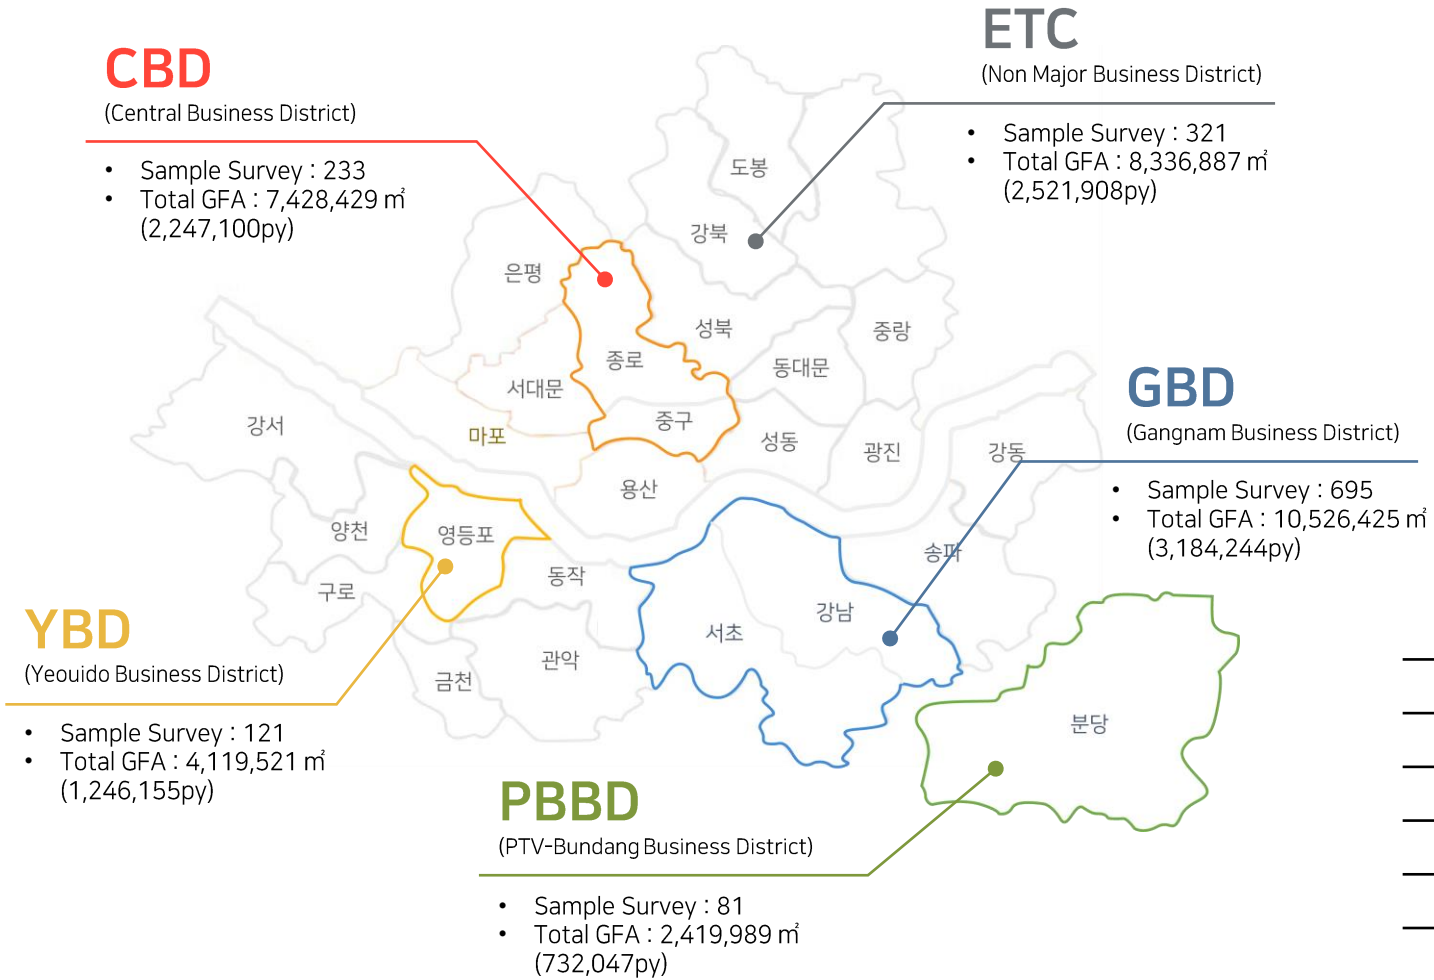 ETC
(Non Major Business District)
• Sample Survey : 321
• Total GFA : 8,336,887 ㎡
(2,521,908py)
CBD
(Central Business District)
• Sample Survey : 233
• Total GFA : 7,428,429 ㎡
(2,247,100py)
도봉
강북
은평
성북
중랑
종로
동대문
서대문
중구
마포
강서
성동
광진
강동
용산
양천
영등포
송파
동작
구로
강남
서초
관악
금천
분당
GBD
(Gangnam Business District)
• Sample Survey : 695
• Total GFA : 10,526,425 ㎡
(3,184,244py)
YBD
(Yeouido Business District)
• Sample Survey : 121
• Total GFA : 4,119,521 ㎡
(1,246,155py)
PBBD
(PTV-Bundang Business District)
• Sample Survey : 81
• Total GFA : 2,419,989 ㎡
(732,047py)